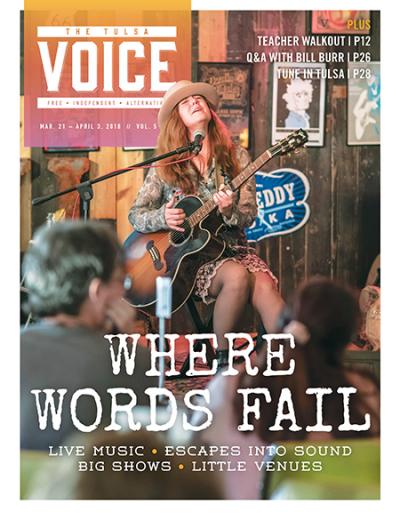 THE TULSA
VOICE
FREE • INDEPENDENT •
MAR. 21 – APRIL 3, 2018 // VOL. 5
PLUS
TEACHER WALKOUT | P12
Q&A WITH BILL BURR | P26
TUNE IN TULSA | P28
WHERE
WORDS FAIL
LIVE MUSIC • ESCAPES INTO SOUND
BIG SHOWS • LITTLE VENUES